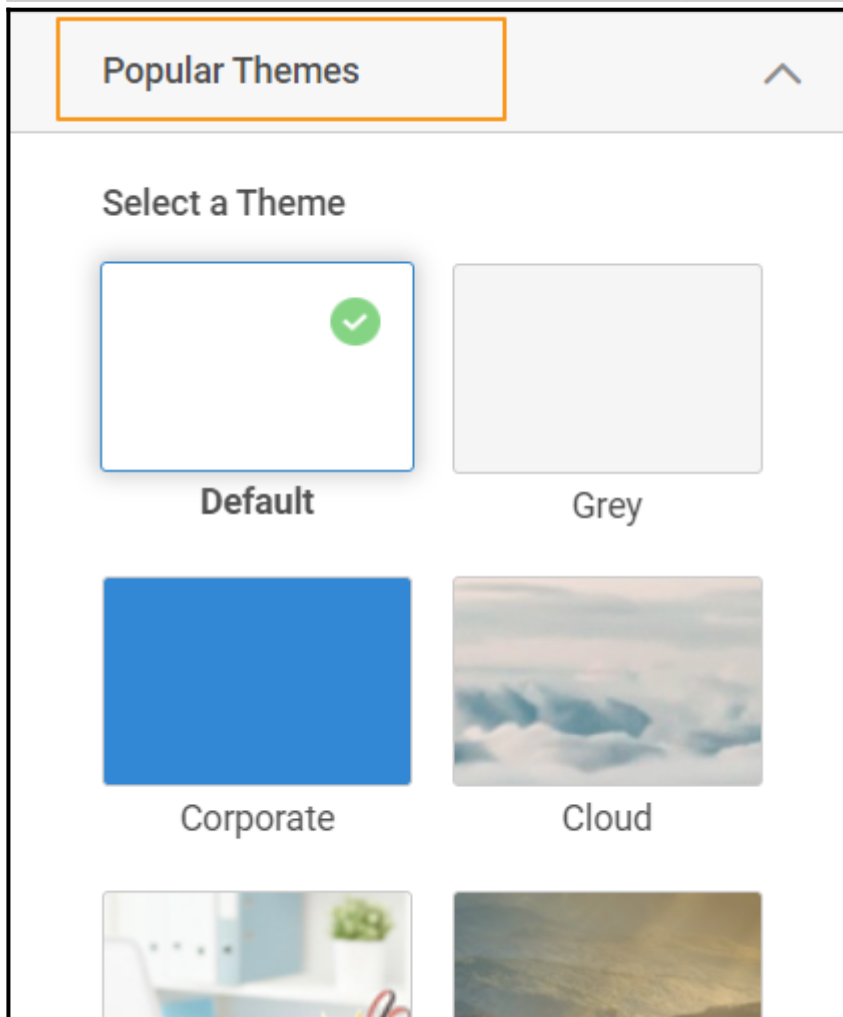 Popular Themes
Select a Theme
Default
Grey
Corporate
Cloud